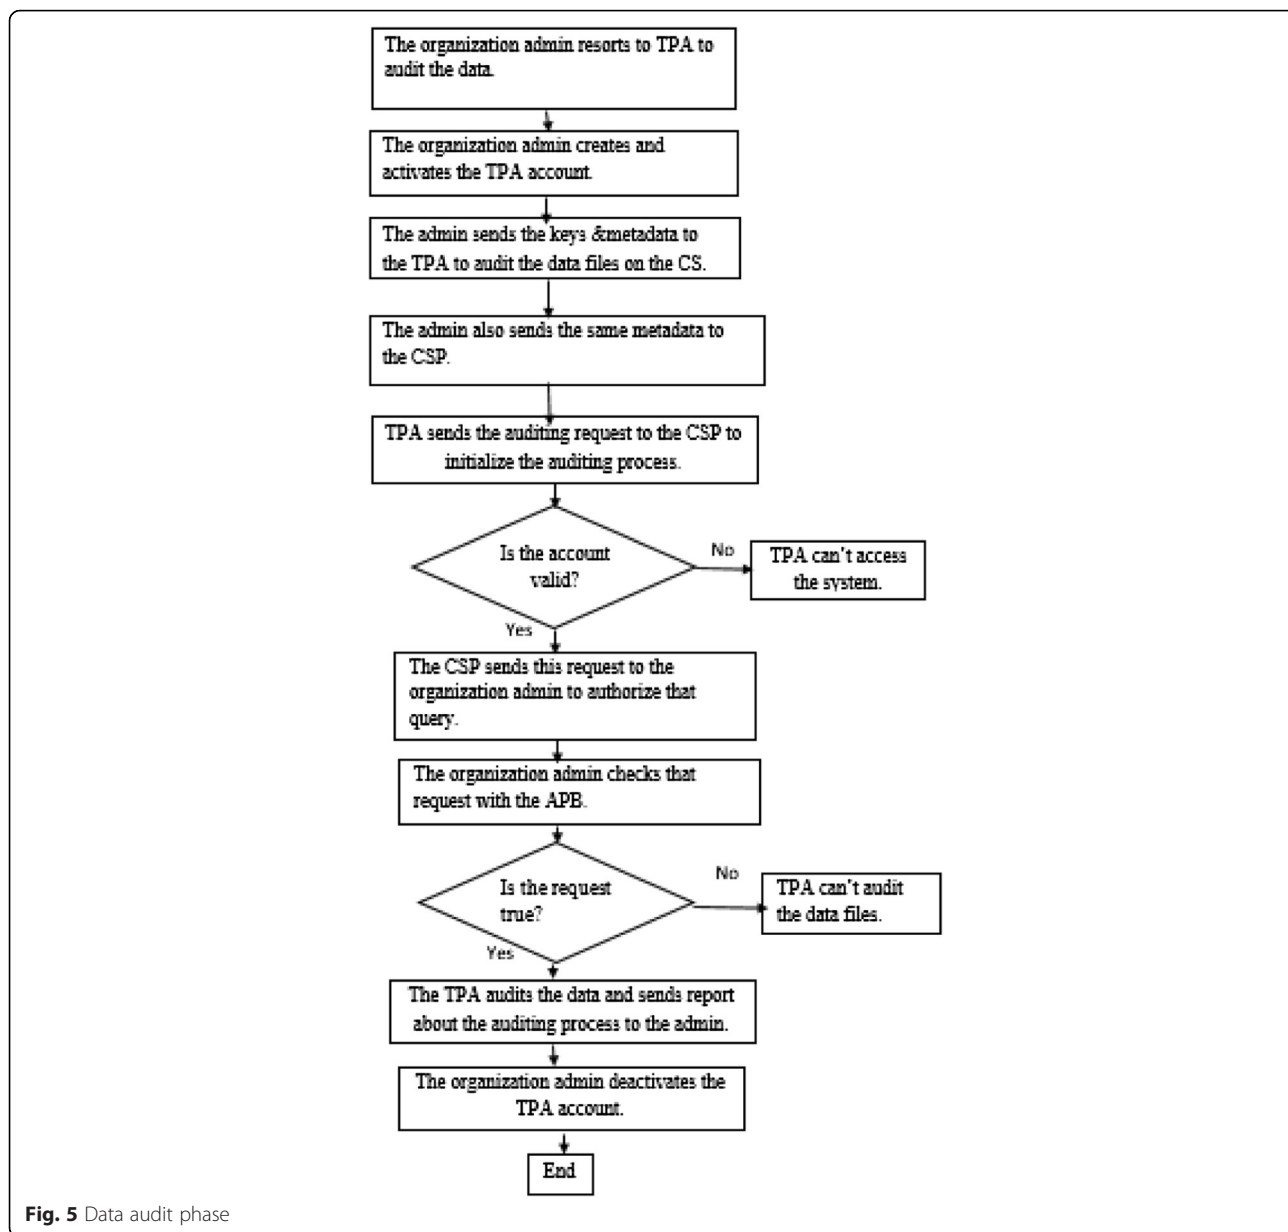 The organization admin resorts to TPA to
audit the data.
The organization admin creates and
activates the TPA account.
The admin sends the keys &metadata to
the TPA to audit the data files on the CS.
The admin also sends the same metadata to
the CSP.
TPA sends the auditing request to the CSP to
initialize the auditing process.
Is the account
valid?
No
TPA can't access
the system.
Yes
The CSP sends this request to the
organization admin to authorize that
query.
The organization admin checks that
request with the APB.
Is the request
true?
No
TPA can't audit
the data files.
Yes
The TPA audits the data and sends report
about the auditing process to the admin.
The organization admin deactivates the
TPA account.
End
Fig. 5 Data audit phase